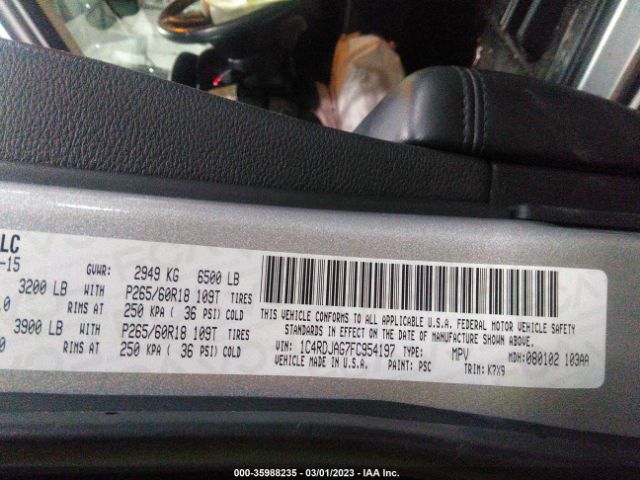 LC
-15
GVWR: 2949 KG 6500 LB
3200 LB WITH P265/60R18 109T TIRES
.0 RIMS AT 250 KPA ( 36 PSI) COLD
3900 LB WITH P265/60R18 109T TIRES
0 RIMS AT 250 KPA ( 36 PSI) COLD
THIS VEHICLE CONFORMS TO ALL APPLICABLE U.S.A. FEDERAL MOTOR VEHICLE SAFETY
STANDARDS IN EFFECT ON THE DATE OF MANUFACTURE SHOWN ABOVE.
VIN: 1C4RDJAG7FC954197 TYPE: MPV MDH: 080102 103AA
VEHICLE MADE IN U.S.A. PAINT: PSC TRIM: K7X9
000-35988235 - 03/01/2023 - IAA Inc.